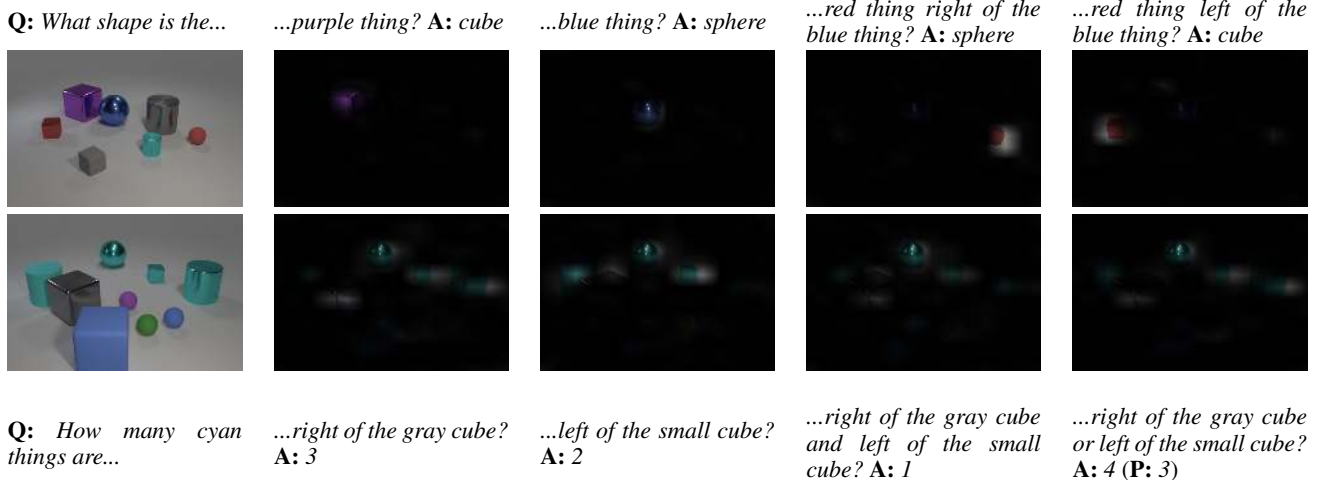 Q: What shape is the...
...purple thing? A: cube
...blue thing? A: sphere
...red thing right of the
blue thing? A: sphere
...red thing left of the
blue thing? A: cube
Q: How many cyan
things are...
...right of the gray cube?
A: 3
...left of the small cube?
A: 2
...right of the gray cube
and left of the small
cube? A: 1
...right of the gray cube
or left of the small cube?
A: 4 (P: 3)